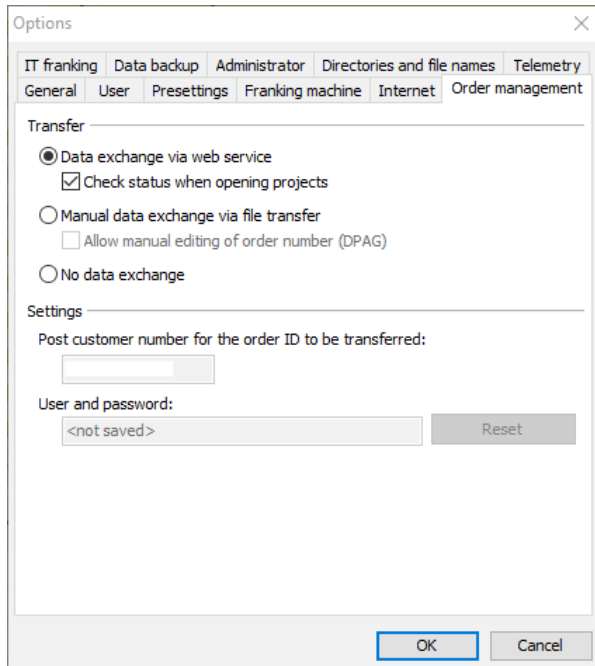 Options
IT franking Data backup Administrator Directories and file names Telemetry
General User Presettings Franking machine Internet Order management
Transfer
Data exchange via web service
Check status when opening projects
Manual data exchange via file transfer
Allow manual editing of order number (DPAG)
No data exchange
Settings
Post customer number for the order ID to be transferred:
User and password:
<not saved> Reset
OK Cancel